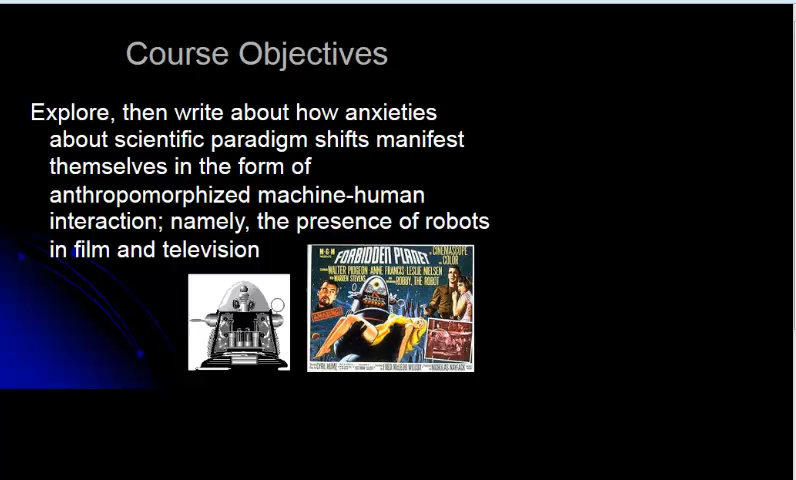 Course Objectives
Explore, then write about how anxieties
about scientific paradigm shifts manifest
themselves in the form of
anthropomorphized machine-human
interaction; namely, the presence of robots
in film and television
M-G-M
FORBIDDEN PLANET
CINEMASCOPE
COLOR
WALTER PIDGEON ANNE FRANCIS LESLIE NIELSEN
WARREN STEVENS
ROBBY, THE ROBOT
AMAZING!